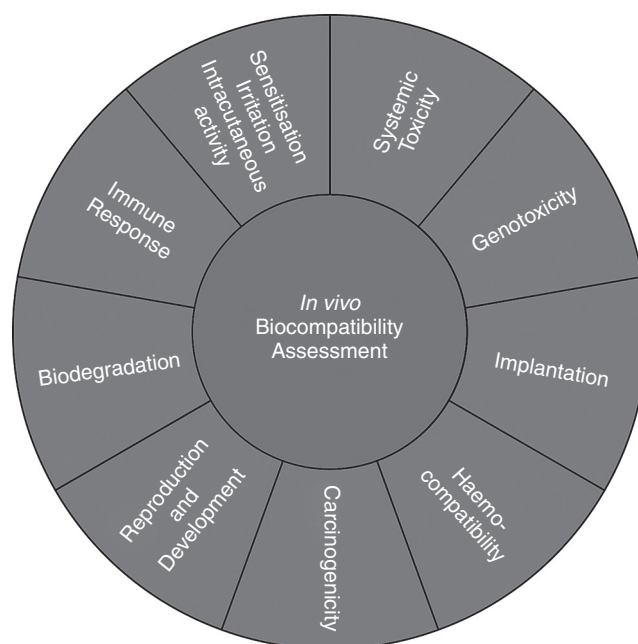 In vivo
Biocompatibility
Assessment
Systemic
Toxicity
Genotoxicity
Implantation
Haemo-
compatibility
Carcinogenicity
Reproduction
and
Development
Biodegradation
Immune
Response
Sensitisation
Irritation
Intracutaneous
activity